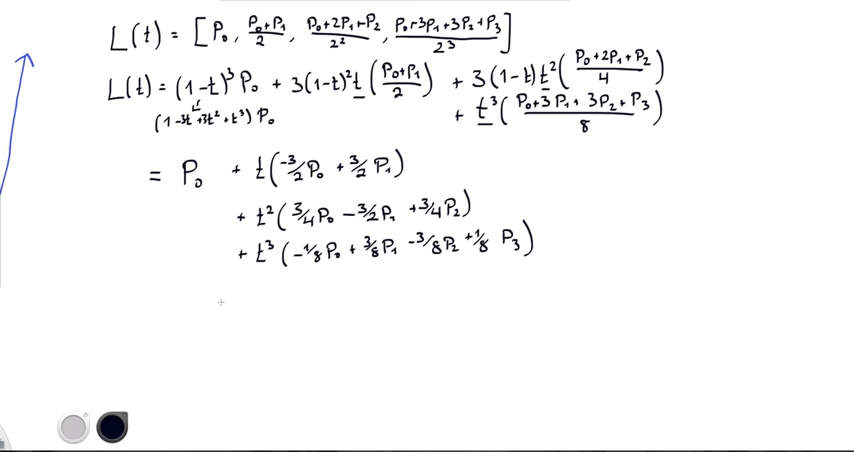 L(t) = [P₀, (P₀+P₁)/2, (P₀+2P₁+P₂)/2², (P₀+3P₁+3P₂+P₃)/2³]
L(t) = (1-t)³P₀ + 3(1-t)²t ((P₀+P₁)/2) + 3(1-t)t² ((P₀+2P₁+P₂)/4)
(1-3t+3t²+t³)P₀
+ t³ ((P₀+3P₁+3P₂+P₃)/8)
= P₀ + t(-3/2P₀ + 3/2P₁)
+ t²(3/4P₀ - 3/2P₁ + 3/4P₂)
+ t³(-1/8P₀ + 3/8P₁ - 3/8P₂ + 1/8 P₃)